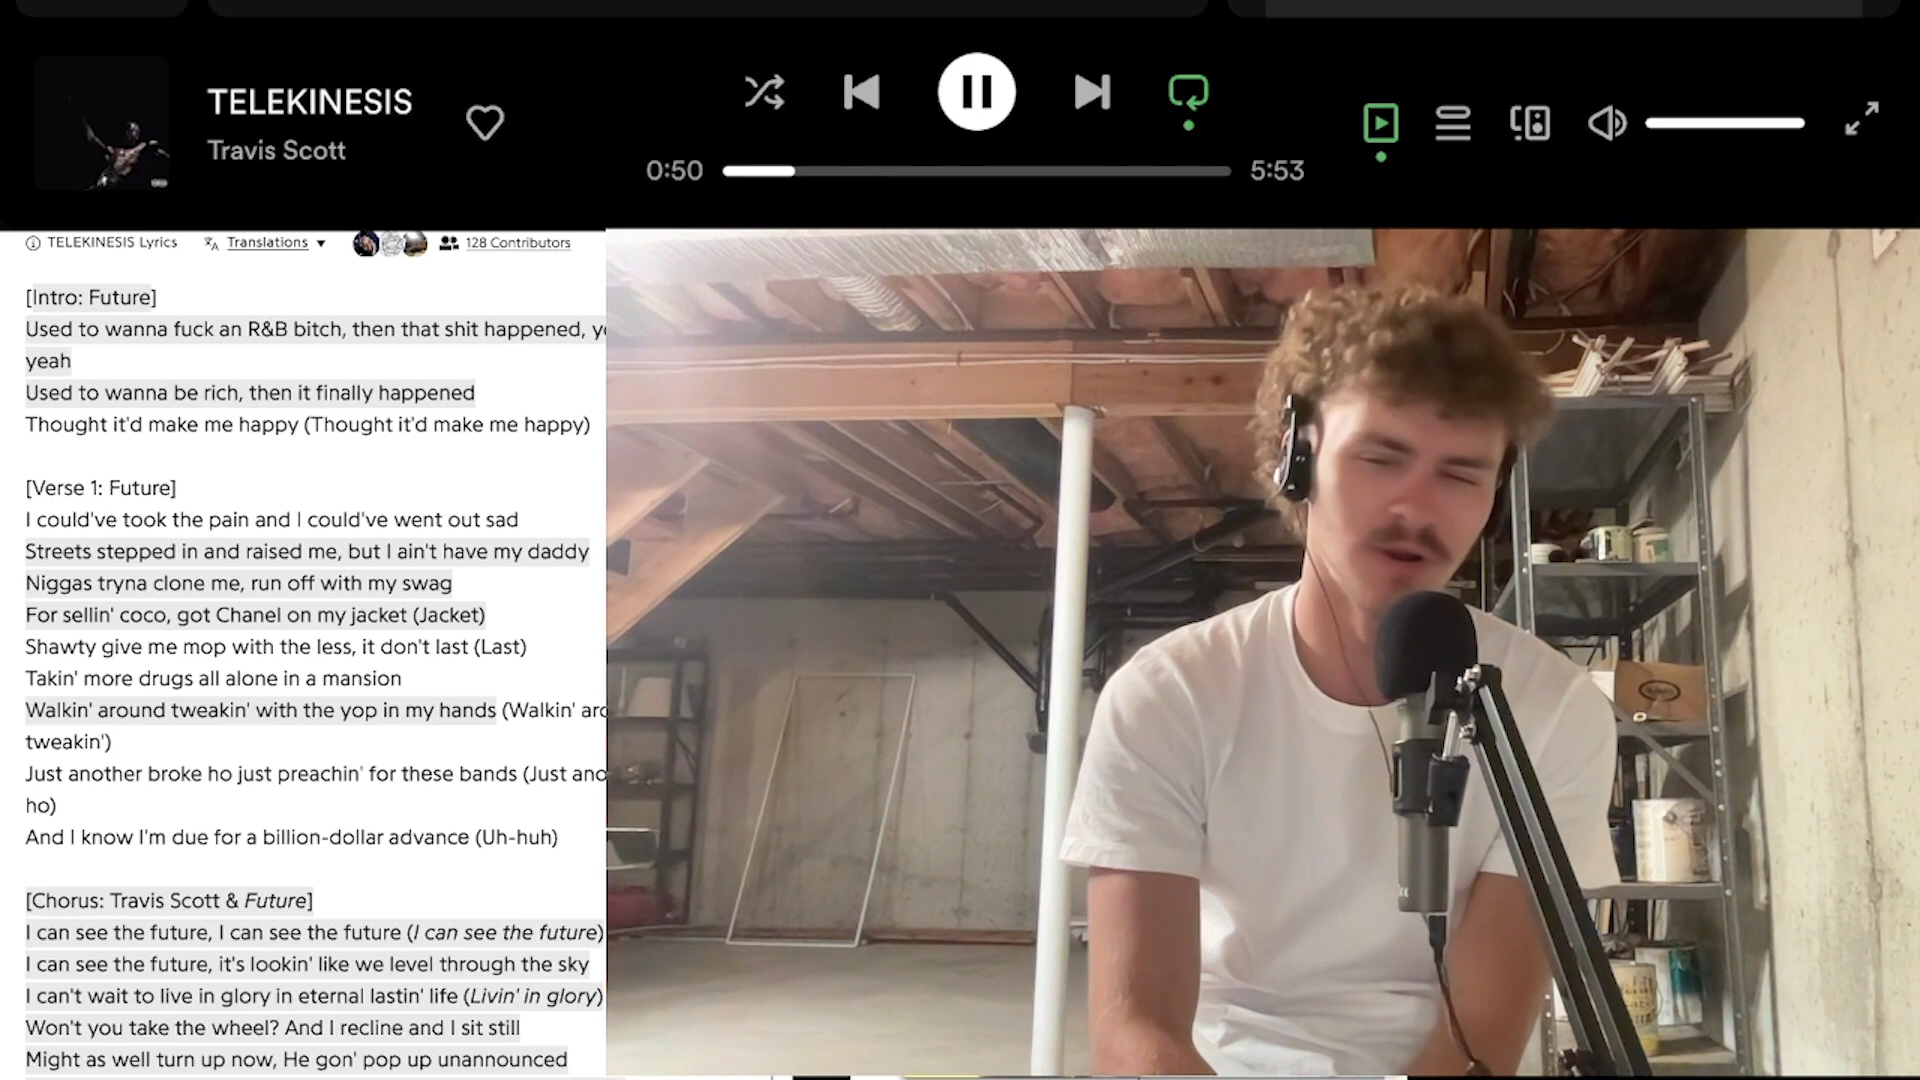 TELEKINESIS
Travis Scott
0:50
5:53
TELEKINESIS Lyrics
Translations
128 Contributors
[Intro: Future]
Used to wanna fuck an R&B bitch, then that shit happened,
yeah
Used to wanna be rich, then it finally happened
Thought it'd make me happy (Thought it'd make me happy)
[Verse 1: Future]
I could've took the pain and I could've went out sad
Streets stepped in and raised me, but I ain't have my daddy
Niggas tryna clone me, run off with my swag
For sellin' coco, got Chanel on my jacket (Jacket)
Shawty give me mop with the less, it don't last (Last)
Takin' more drugs all alone in a mansion
Walkin' around tweakin' with the yop in my hands (Walkin'
tweakin')
Just another broke ho just preachin' for these bands (Just
ho)
And I know I'm due for a billion-dollar advance (Uh-huh)
[Chorus: Travis Scott & Future]
I can see the future, I can see the future (I can see the future)
I can see the future, it's lookin' like we level through the sky
I can't wait to live in glory in eternal lastin' life (Livin' in glory)
Won't you take the wheel? And I recline and I sit still
Might as well turn up now, He gon' pop up unannounced